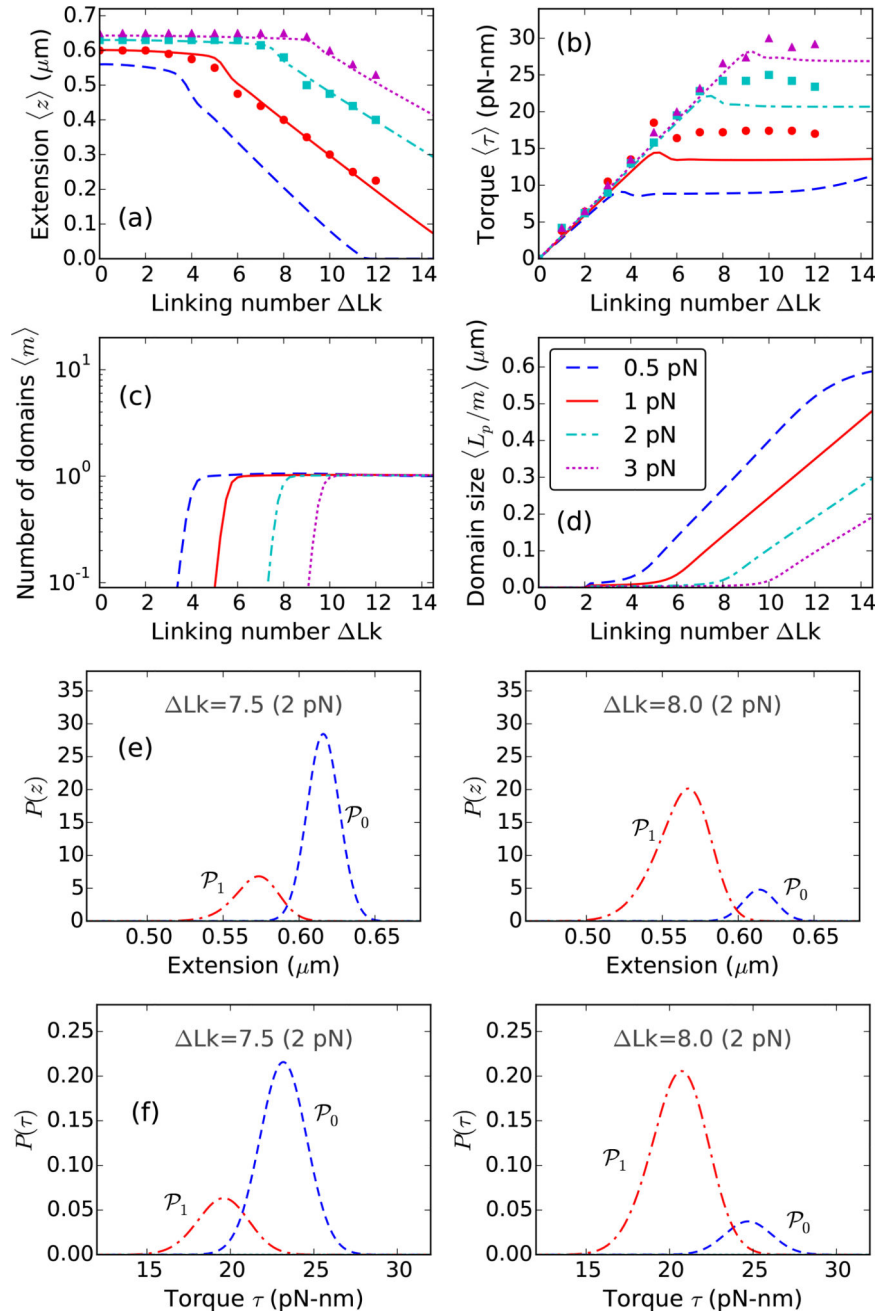 0.7
0.6
0.5
0.4
0.3
0.2
0.1
0.0
Extension ⟨z⟩ (μm)
(a)
0 2 4 6 8 10 12 14
Linking number ΔLk
30
25
20
15
10
5
0
Torque ⟨τ⟩ (pN-nm)
(b)
0 2 4 6 8 10 12 14
Linking number ΔLk
10¹
10⁰
10⁻¹
Number of domains ⟨m⟩
(c)
0 2 4 6 8 10 12 14
Linking number ΔLk
0.6
0.5
0.4
0.3
0.2
0.1
0.0
Domain size ⟨L_p/m⟩ (μm)
0.5 pN
1 pN
2 pN
3 pN
(d)
0 2 4 6 8 10 12 14
Linking number ΔLk
35
30
25
20
15
10
5
0
P(z)
ΔLk=7.5 (2 pN)
(e)
𝒫₀
𝒫₁
0.50 0.55 0.60 0.65
Extension (μm)
35
30
25
20
15
10
5
0
P(z)
ΔLk=8.0 (2 pN)
𝒫₁
𝒫₀
0.50 0.55 0.60 0.65
Extension (μm)
0.25
0.20
0.15
0.10
0.05
0.00
P(τ)
ΔLk=7.5 (2 pN)
(f)
𝒫₀
𝒫₁
15 20 25 30
Torque τ (pN-nm)
0.25
0.20
0.15
0.10
0.05
0.00
P(τ)
ΔLk=8.0 (2 pN)
𝒫₁
𝒫₀
15 20 25 30
Torque τ (pN-nm)